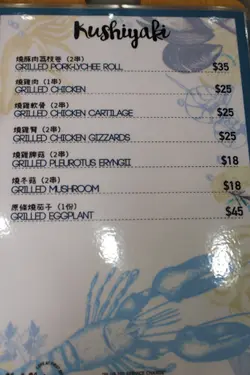 Kushiyaki
燒豚肉荔枝卷 (2串)
GRILLED PORK-LYCHEE ROLL $35
燒雞肉 (1串)
GRILLED CHICKEN $25
燒雞軟骨 (2串)
GRILLED CHICKEN CARTILAGE $25
燒雞腎 (2串)
GRILLED CHICKEN GIZZARDS $25
燒雞脾菇 (2串)
GRILLED PLEUROTUS ERYNGII $18
燒冬菇 (2串)
GRILLED MUSHROOM $18
原條燒茄子 (1份)
GRILLED EGGPLANT $45